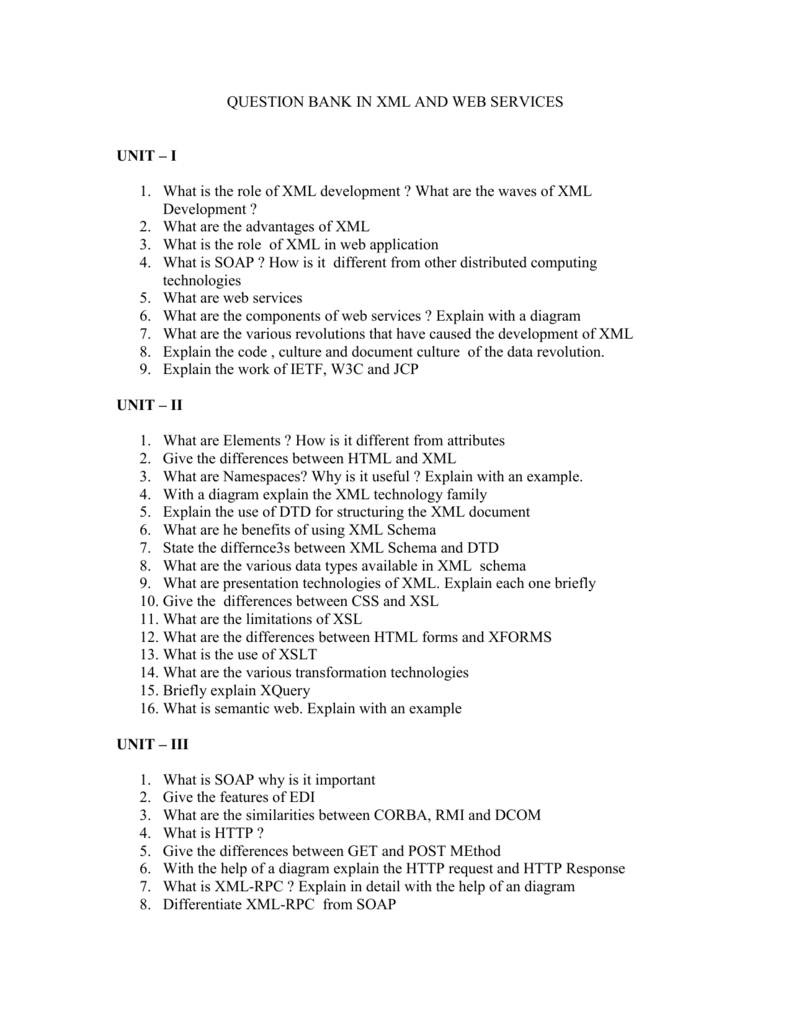 QUESTION BANK IN XML AND WEB SERVICES
UNIT – I
1. What is the role of XML development ? What are the waves of XML
Development ?
2. What are the advantages of XML
3. What is the role of XML in web application
4. What is SOAP ? How is it different from other distributed computing
technologies
5. What are web services
6. What are the components of web services ? Explain with a diagram
7. What are the various revolutions that have caused the development of XML
8. Explain the code , culture and document culture of the data revolution.
9. Explain the work of IETF, W3C and JCP
UNIT – II
1. What are Elements ? How is it different from attributes
2. Give the differences between HTML and XML
3. What are Namespaces? Why is it useful ? Explain with an example.
4. With a diagram explain the XML technology family
5. Explain the use of DTD for structuring the XML document
6. What are he benefits of using XML Schema
7. State the differnce3s between XML Schema and DTD
8. What are the various data types available in XML schema
9. What are presentation technologies of XML. Explain each one briefly
10. Give the differences between CSS and XSL
11. What are the limitations of XSL
12. What are the differences between HTML forms and XFORMS
13. What is the use of XSLT
14. What are the various transformation technologies
15. Briefly explain XQuery
16. What is semantic web. Explain with an example
UNIT – III
1. What is SOAP why is it important
2. Give the features of EDI
3. What are the similarities between CORBA, RMI and DCOM
4. What is HTTP ?
5. Give the differences between GET and POST MEthod
6. With the help of a diagram explain the HTTP request and HTTP Response
7. What is XML-RPC ? Explain in detail with the help of an diagram
8. Differentiate XML-RPC from SOAP